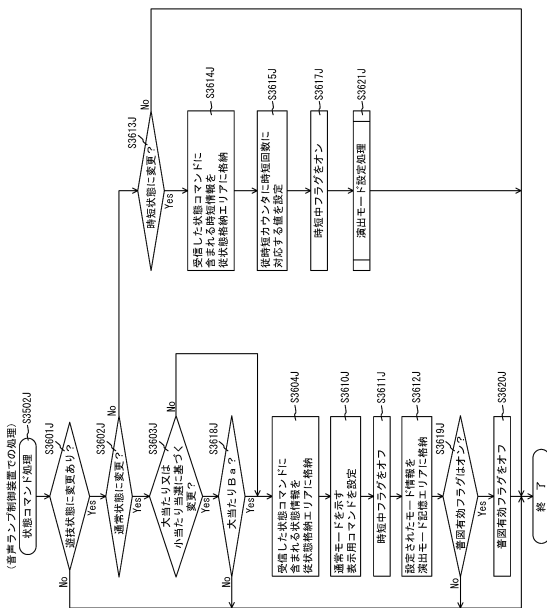 (音声ランプ制御装置での処理)
状態コマンド処理
S3502J
S3601J
遊技状態に変更あり?
No
Yes
S3602J
通常状態に変更?
No
Yes
S3603J
大当たり又は
小当たり当選に基づく
変更?
No
Yes
S3618J
大当たりBa?
No
Yes
S3604J
受信した状態コマンドに
含まれる状態情報を
従状態格納エリアに格納
S3610J
通常モードを示す
表示用コマンドを設定
S3611J
時短中フラグをオフ
S3612J
設定されたモード情報を
演出モード記憶エリアに格納
S3619J
普図有効フラグはオン?
No
Yes
S3620J
普図有効フラグをオフ
S3613J
時短状態に変更?
No
Yes
S3614J
受信した状態コマンドに
含まれる時短情報を
従状態格納エリアに格納
S3615J
従時短カウンタに時短回数に
対応する値を設定
S3617J
時短中フラグをオン
S3621J
演出モード設定処理
終了